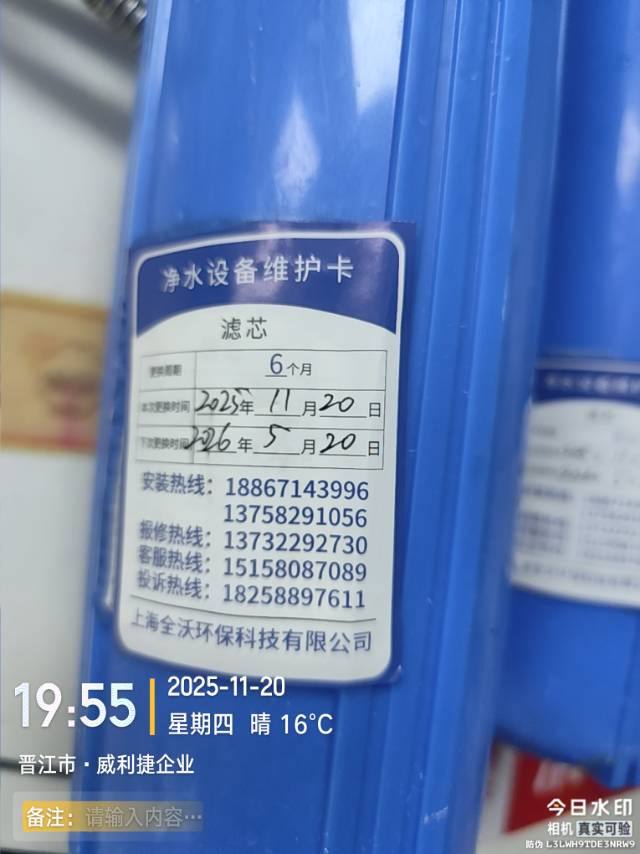 净水设备维护卡
滤芯
更换周期 6个月
本次更换时间 2025年 11 月 20 日
下次更换时间 2026年 5 月 20 日
安装热线：18867143996
13758291056
报修热线：13732292730
客服热线：15158087089
投诉热线：18258897611
上海全沃环保科技有限公司
19:55
2025-11-20
星期四 晴 16℃
晋江市·威利捷企业
备注：请输入内容…
今日水印
相机 真实可验
防伪 L3LWH9TDE3NRW9